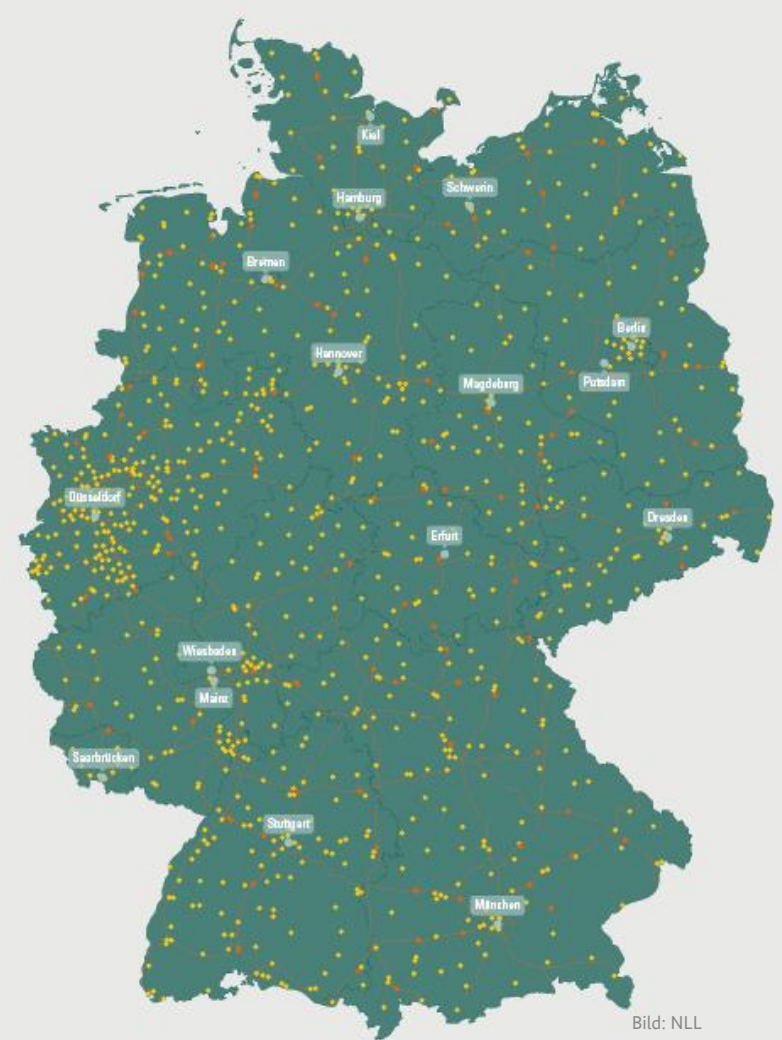 Kiel
Schwerin
Hamburg
Bremen
Berlin
Hannover
Potsdam
Magdeburg
Düsseldorf
Dresden
Erfurt
Wiesbaden
Mainz
Saarbrücken
Stuttgart
München
Bild: NLL